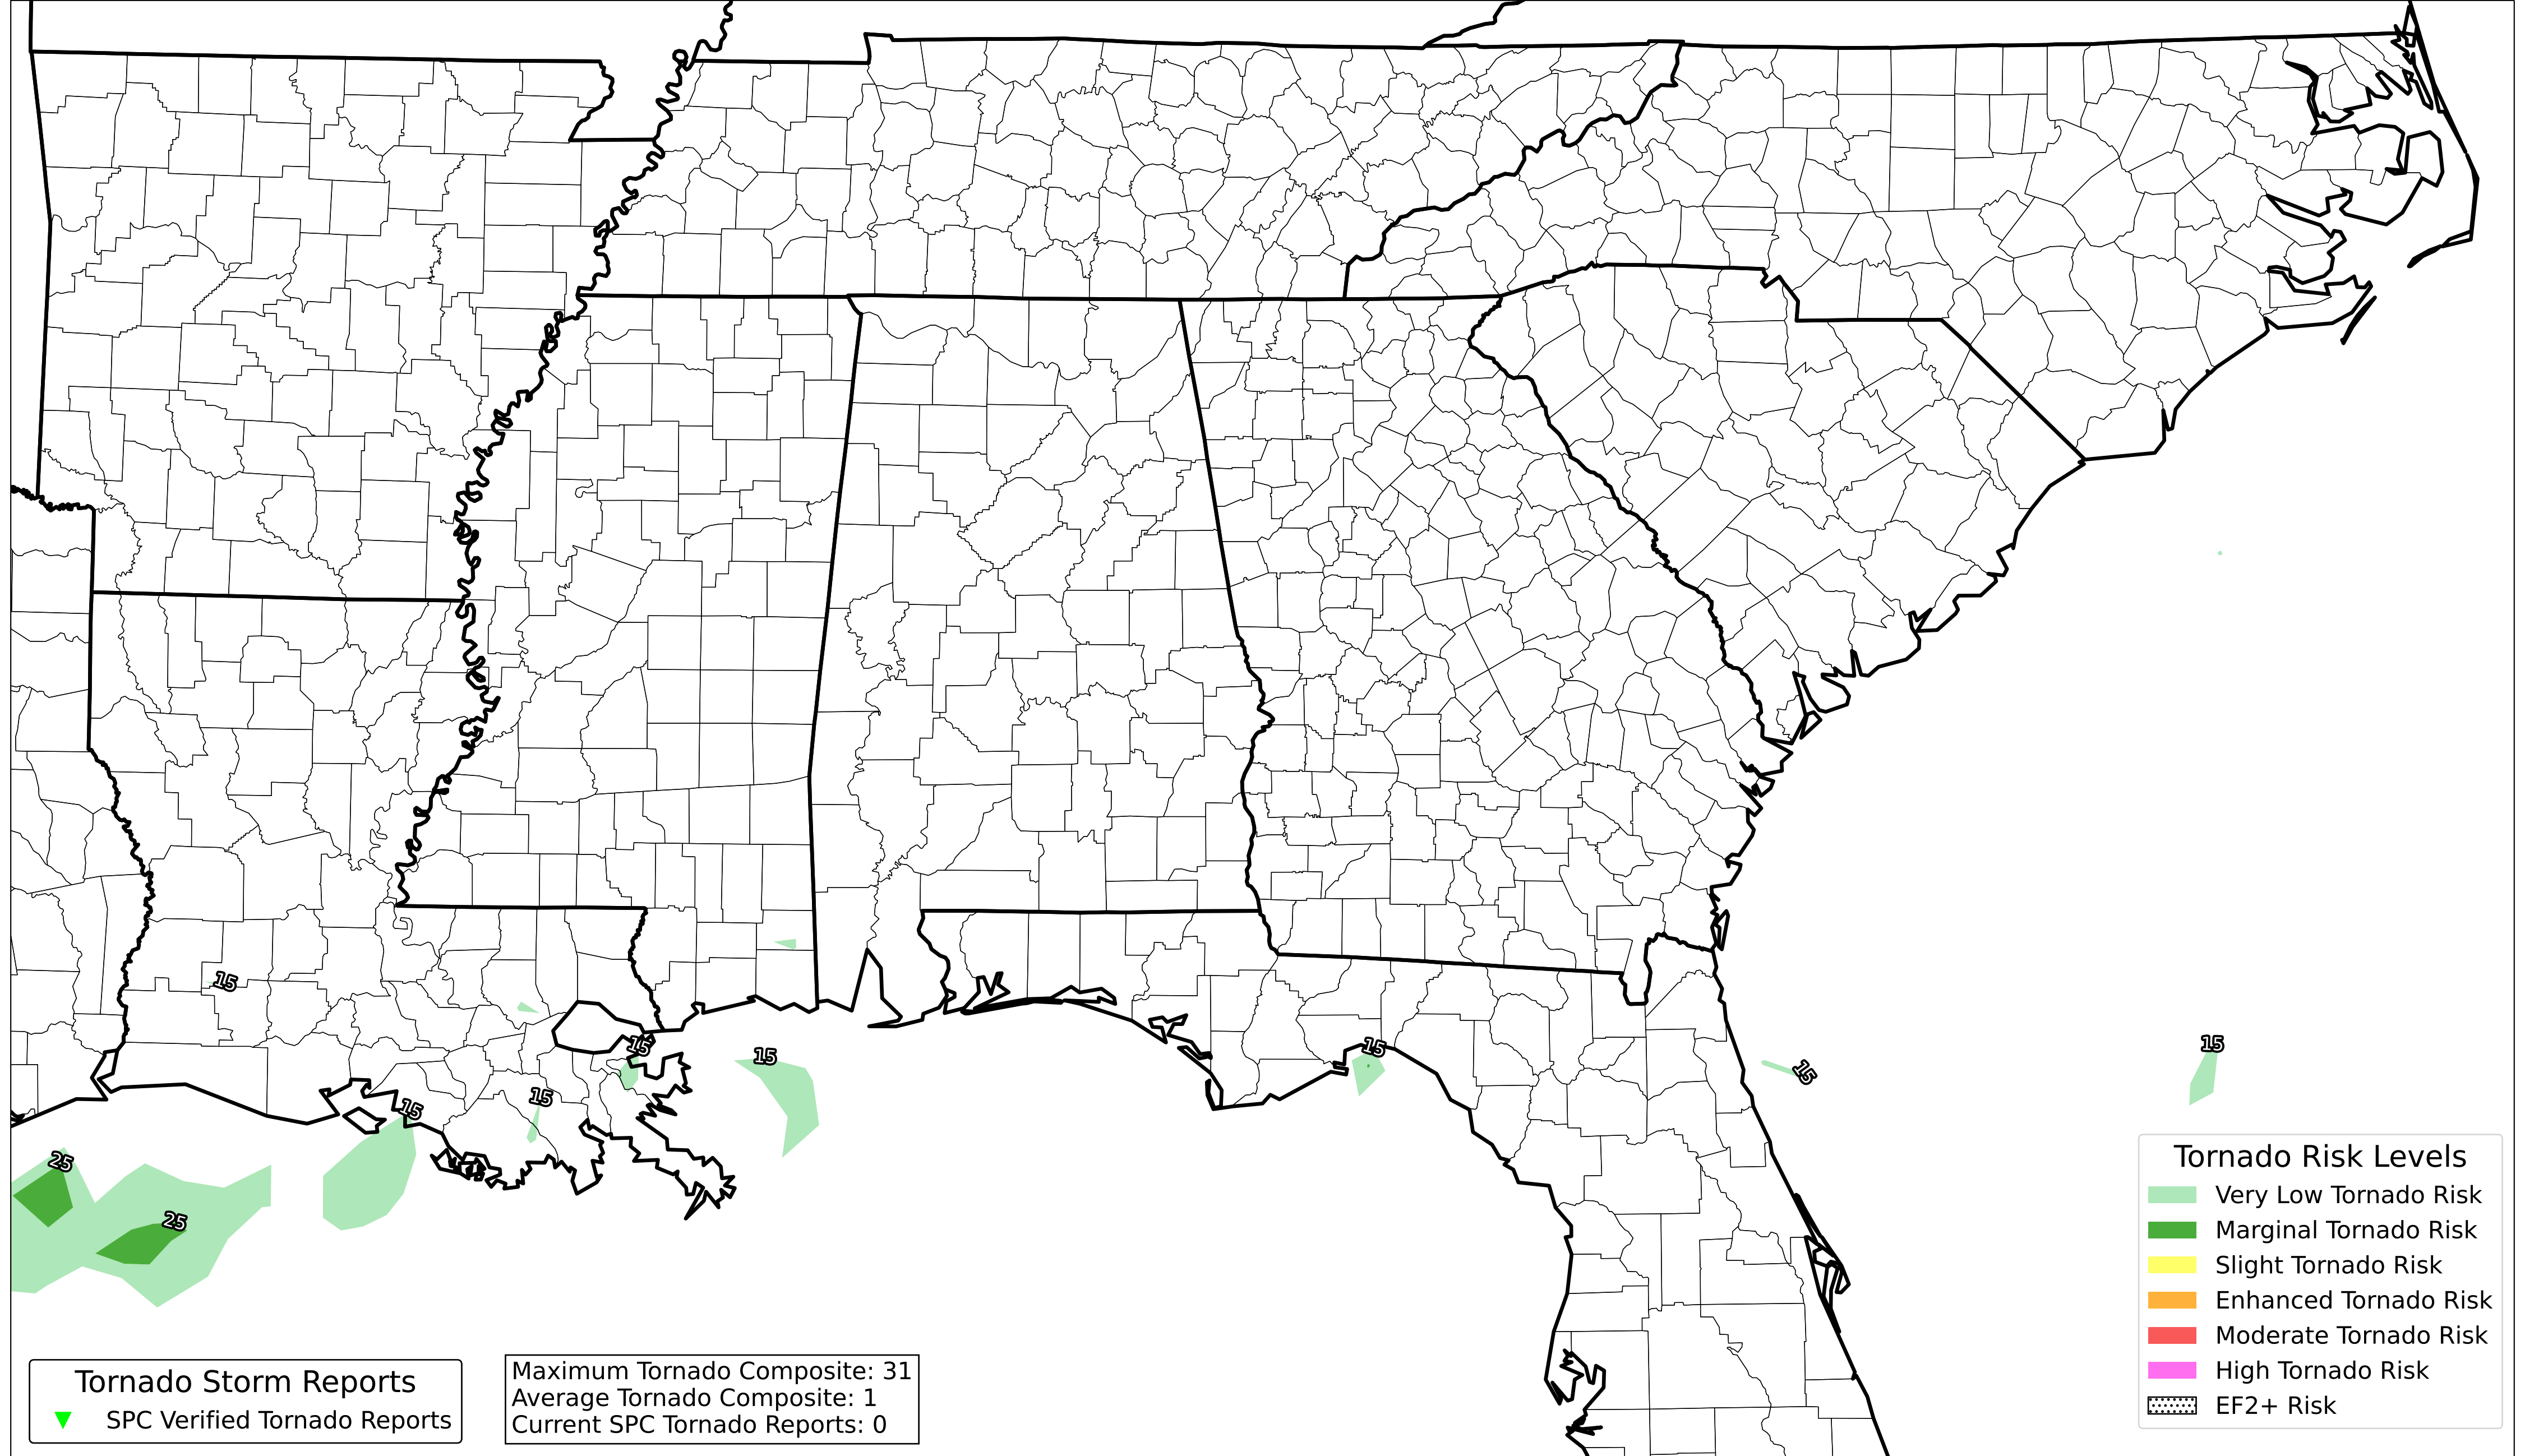 15
15
15
15
15
15
15
15
25
25
Tornado Risk Levels
Very Low Tornado Risk
Marginal Tornado Risk
Slight Tornado Risk
Enhanced Tornado Risk
Moderate Tornado Risk
High Tornado Risk
EF2+ Risk
Tornado Storm Reports
SPC Verified Tornado Reports
Maximum Tornado Composite: 31
Average Tornado Composite: 1
Current SPC Tornado Reports: 0